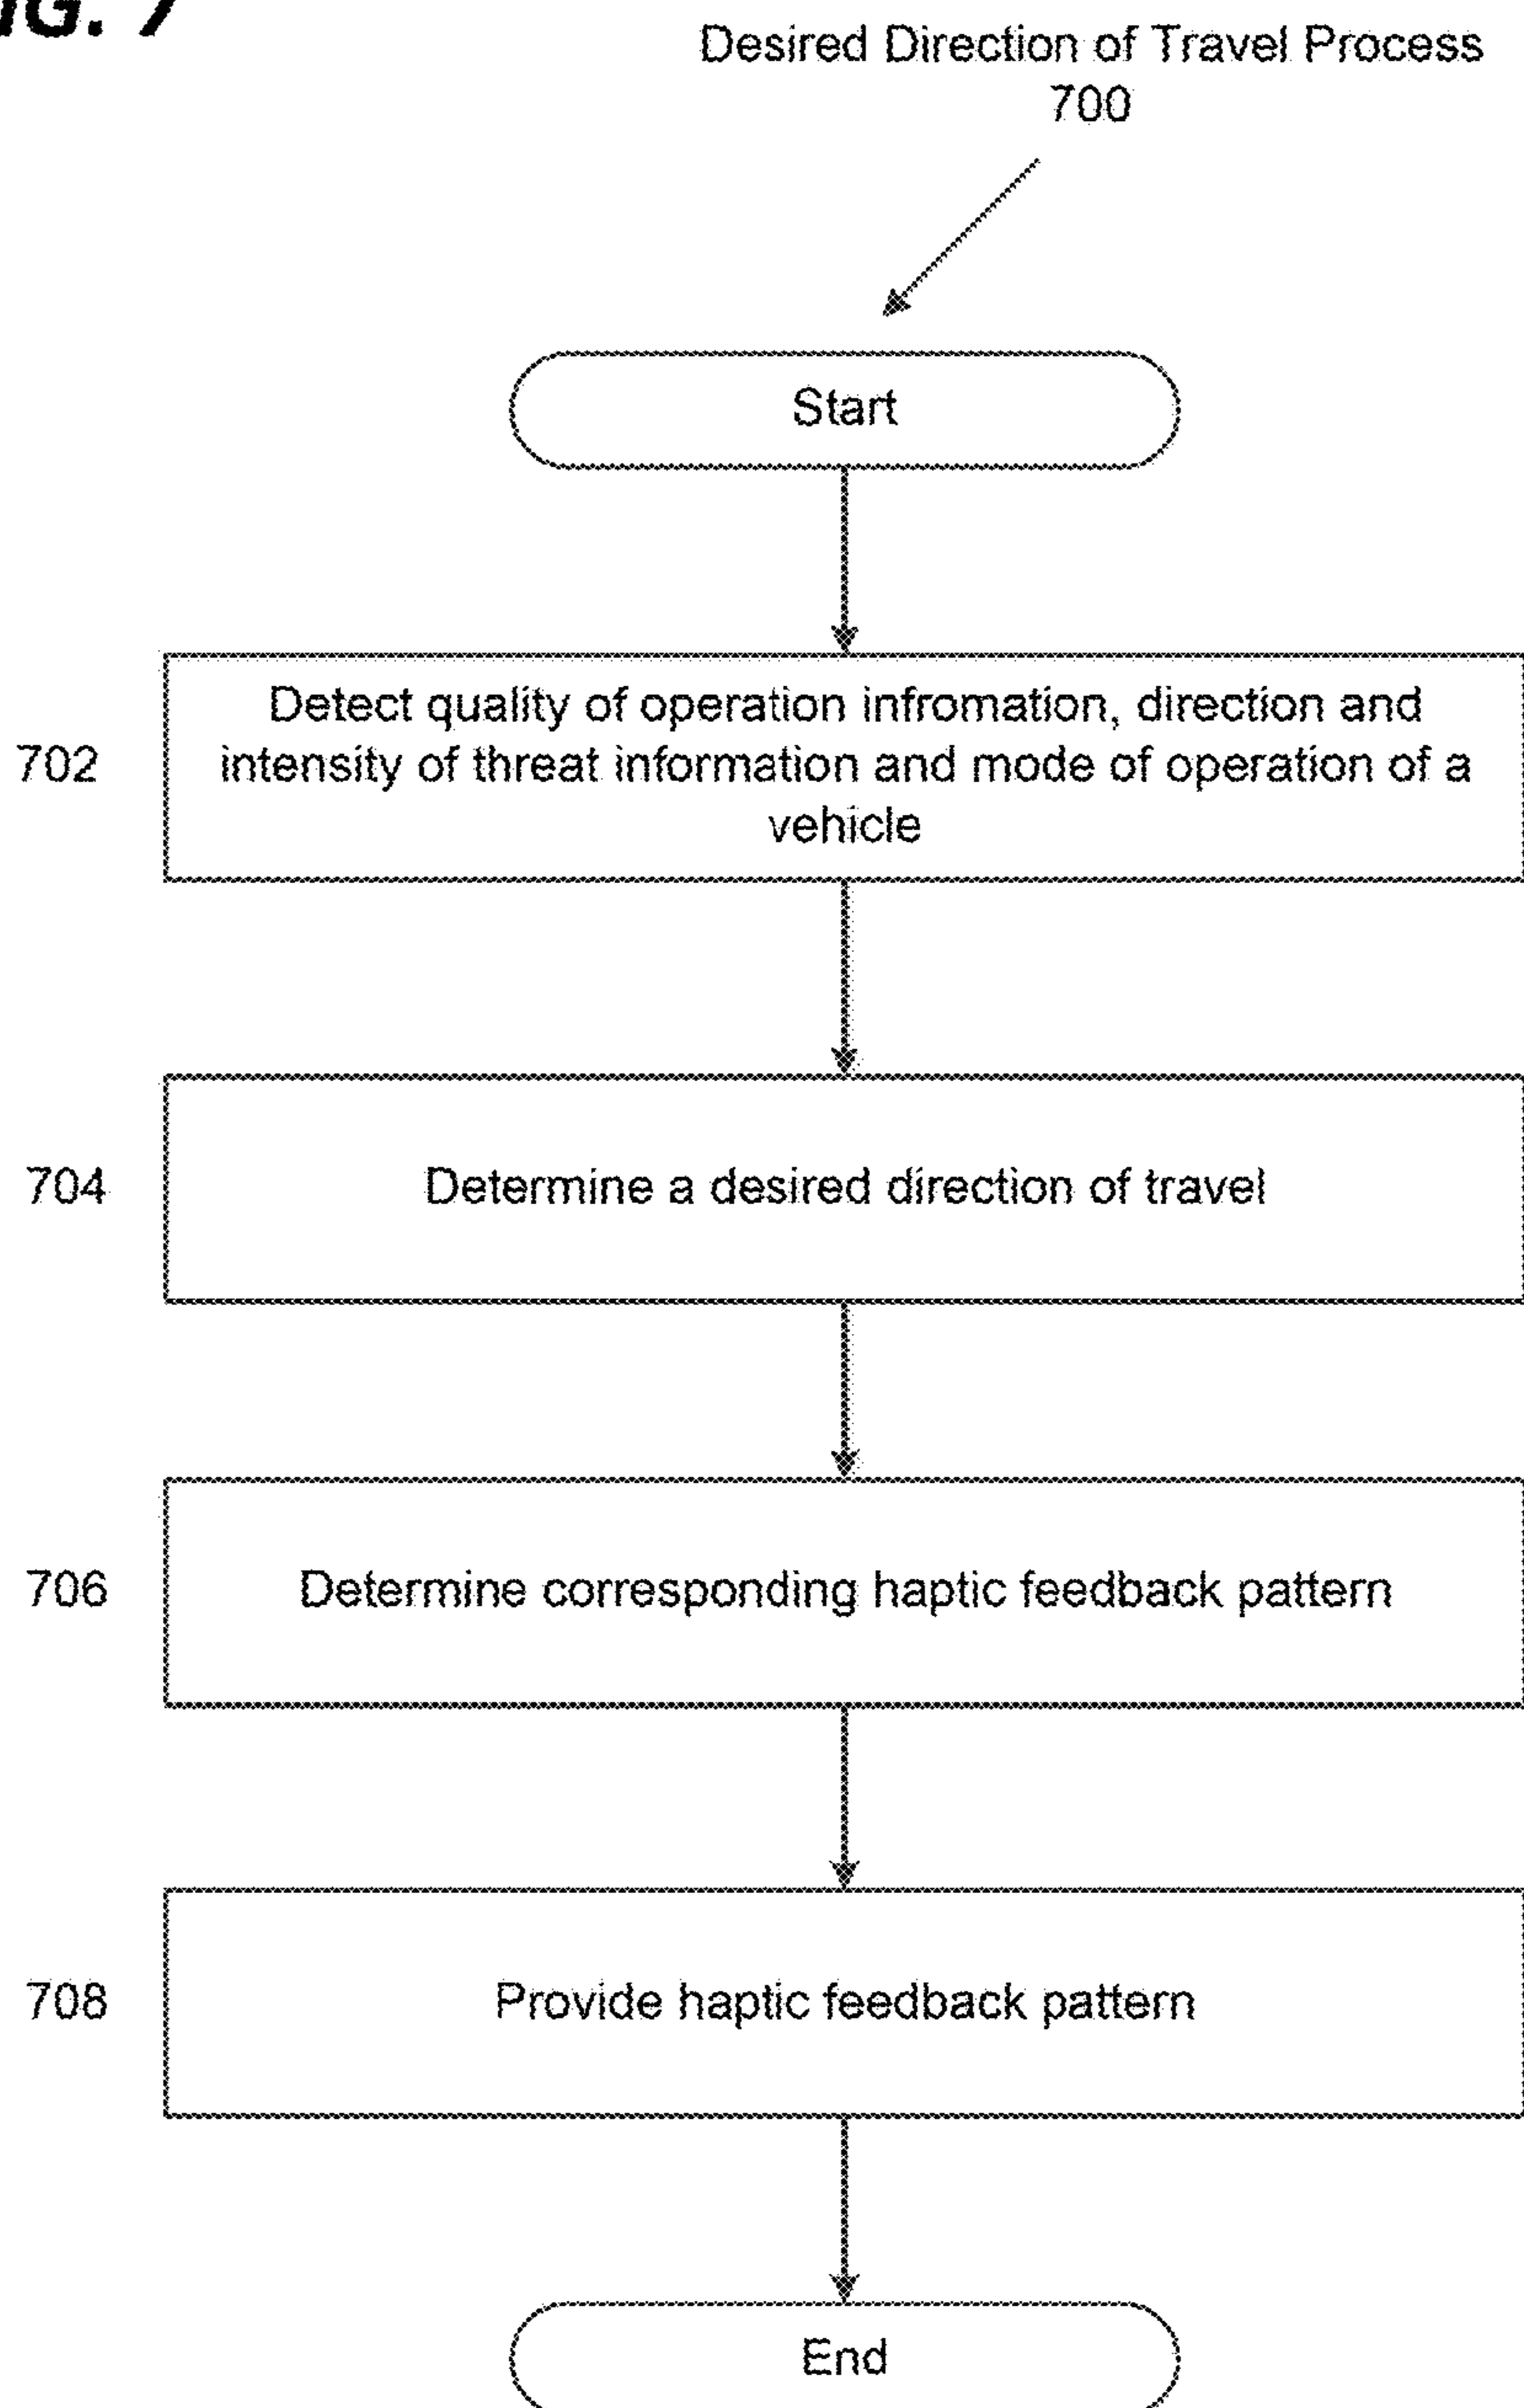 FIG. 7
Desired Direction of Travel Process
700
Start
702
Detect quality of operation infromation, direction and
intensity of threat information and mode of operation of a
vehicle
704
Determine a desired direction of travel
706
Determine corresponding haptic feedback pattern
708
Provide haptic feedback pattern
End